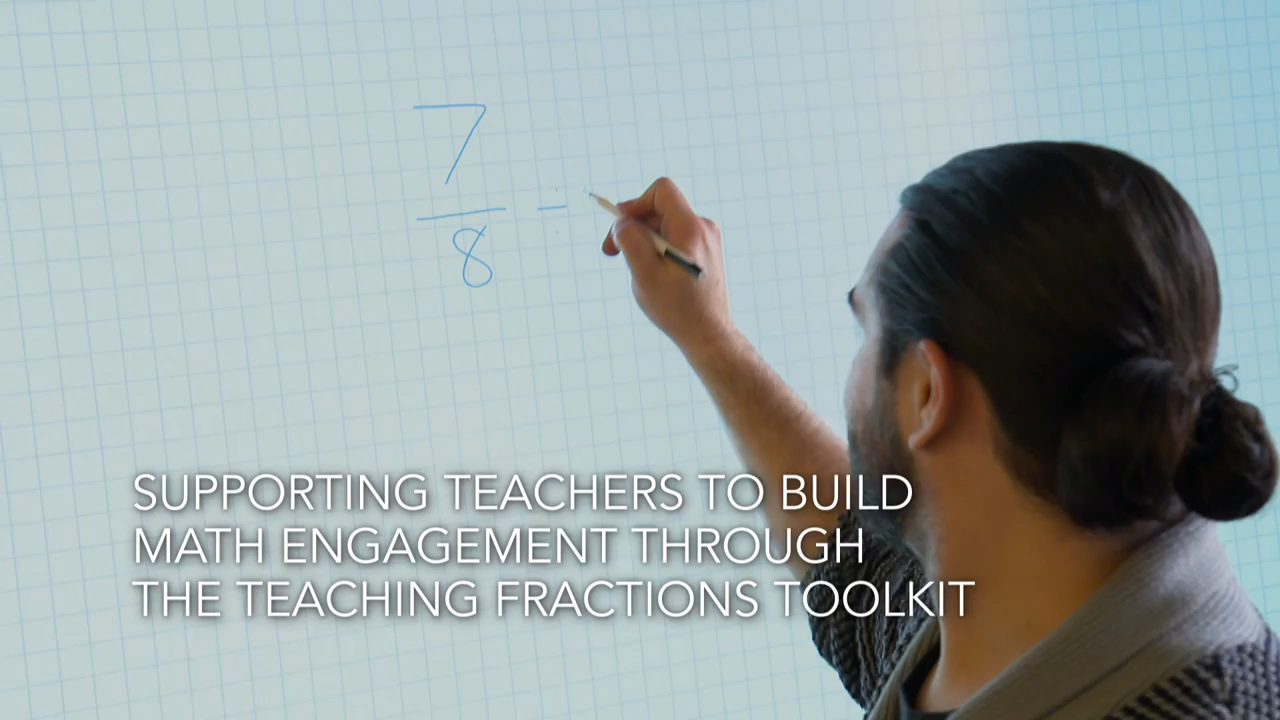 7
8
SUPPORTING TEACHERS TO BUILD
MATH ENGAGEMENT THROUGH
THE TEACHING FRACTIONS TOOLKIT